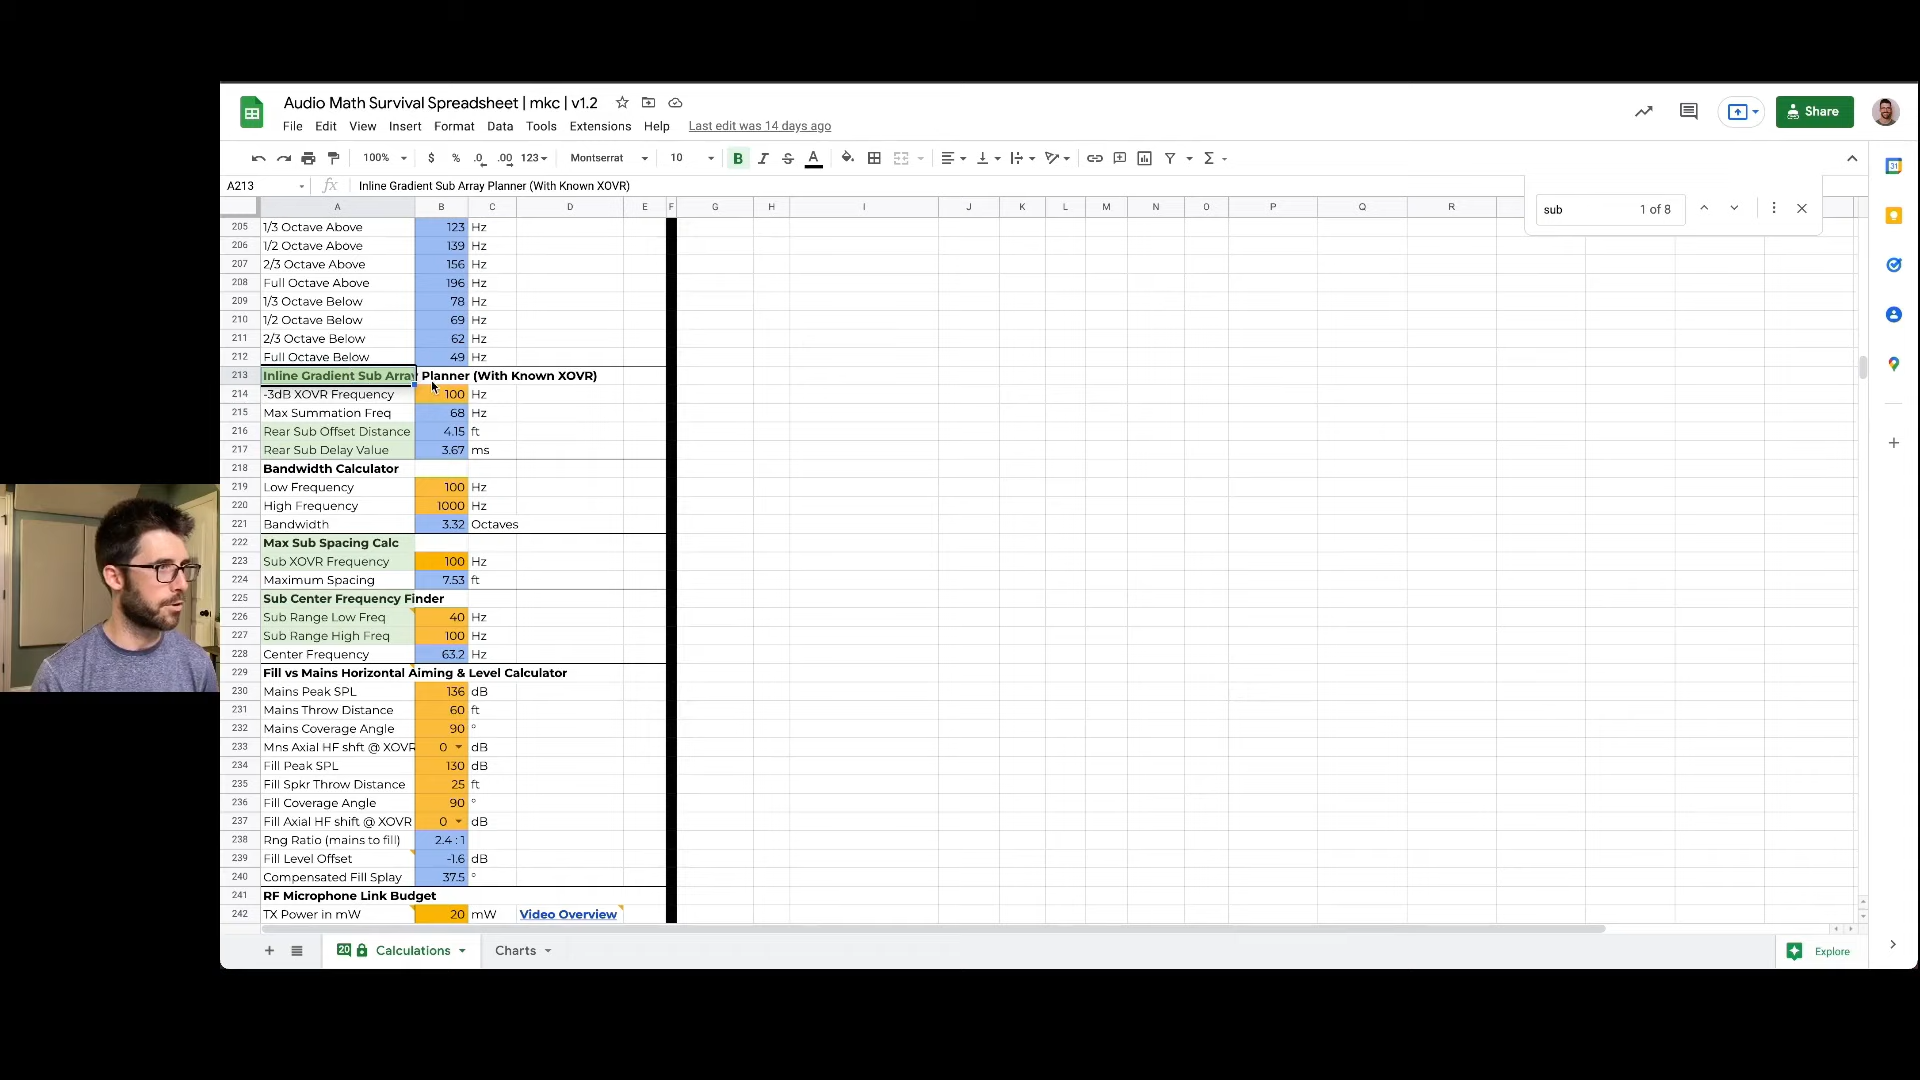 Audio Math Survival Spreadsheet | mkc | v1.2
File Edit View Insert Format Data Tools Extensions Help Last edit was 14 days ago
Share
100% $ % .0 .00 123 Montserrat 10 B I S A Σ
A213 fx Inline Gradient Sub Array Planner (With Known XOVR)
sub 1 of 8
A B C D E F G H I J K L M N O P Q R
205 1/3 Octave Above 123 Hz
206 1/2 Octave Above 139 Hz
207 2/3 Octave Above 156 Hz
208 Full Octave Above 196 Hz
209 1/3 Octave Below 78 Hz
210 1/2 Octave Below 69 Hz
211 2/3 Octave Below 62 Hz
212 Full Octave Below 49 Hz
213 Inline Gradient Sub Array Planner (With Known XOVR)
214 -3dB XOVR Frequency 100 Hz
215 Max Summation Freq 68 Hz
216 Rear Sub Offset Distance 4.15 ft
217 Rear Sub Delay Value 3.67 ms
218 Bandwidth Calculator
219 Low Frequency 100 Hz
220 High Frequency 1000 Hz
221 Bandwidth 3.32 Octaves
222 Max Sub Spacing Calc
223 Sub XOVR Frequency 100 Hz
224 Maximum Spacing 7.53 ft
225 Sub Center Frequency Finder
226 Sub Range Low Freq 40 Hz
227 Sub Range High Freq 100 Hz
228 Center Frequency 63.2 Hz
229 Fill vs Mains Horizontal Aiming & Level Calculator
230 Mains Peak SPL 136 dB
231 Mains Throw Distance 60 ft
232 Mains Coverage Angle 90 °
233 Mns Axial HF shft @ XOVR 0 dB
234 Fill Peak SPL 130 dB
235 Fill Spkr Throw Distance 25 ft
236 Fill Coverage Angle 90 °
237 Fill Axial HF shift @ XOVR 0 dB
238 Rng Ratio (mains to fill) 2.4 : 1
239 Fill Level Offset -1.6 dB
240 Compensated Fill Splay 37.5 °
241 RF Microphone Link Budget
242 TX Power in mW 20 mW Video Overview
20 Calculations Charts
Explore
31